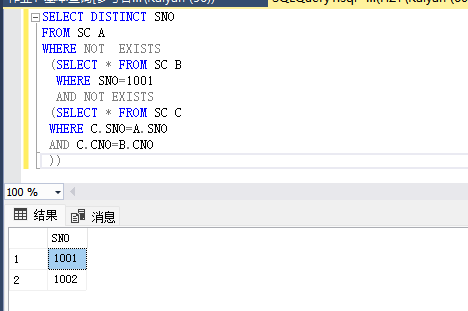 SELECT DISTINCT SNO
FROM SC A
WHERE NOT EXISTS
(SELECT * FROM SC B
WHERE SNO=1001
AND NOT EXISTS
(SELECT * FROM SC C
WHERE C.SNO=A.SNO
AND C.CNO=B.CNO
))
100 %
结果 消息
SNO
1 1001
2 1002